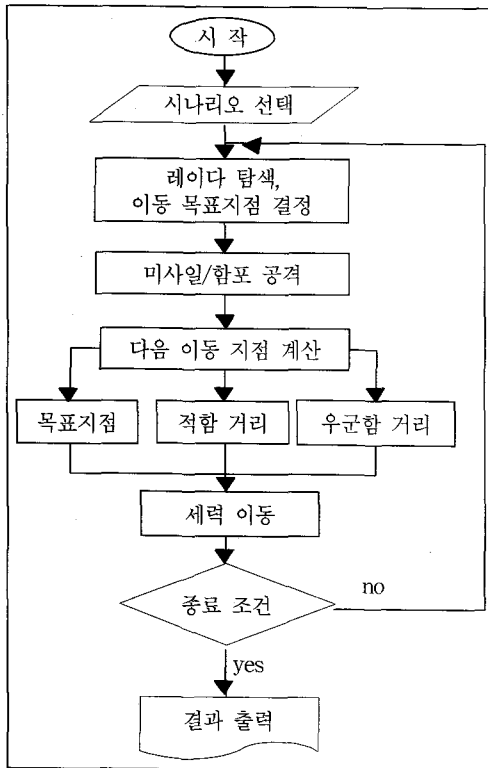 시 작
시나리오 선택
레이다 탐색,
이동 목표지점 결정
미사일/함포 공격
다음 이동 지점 계산
목표지점
적함 거리
우군함 거리
세력 이동
종료 조건
no
yes
결과 출력